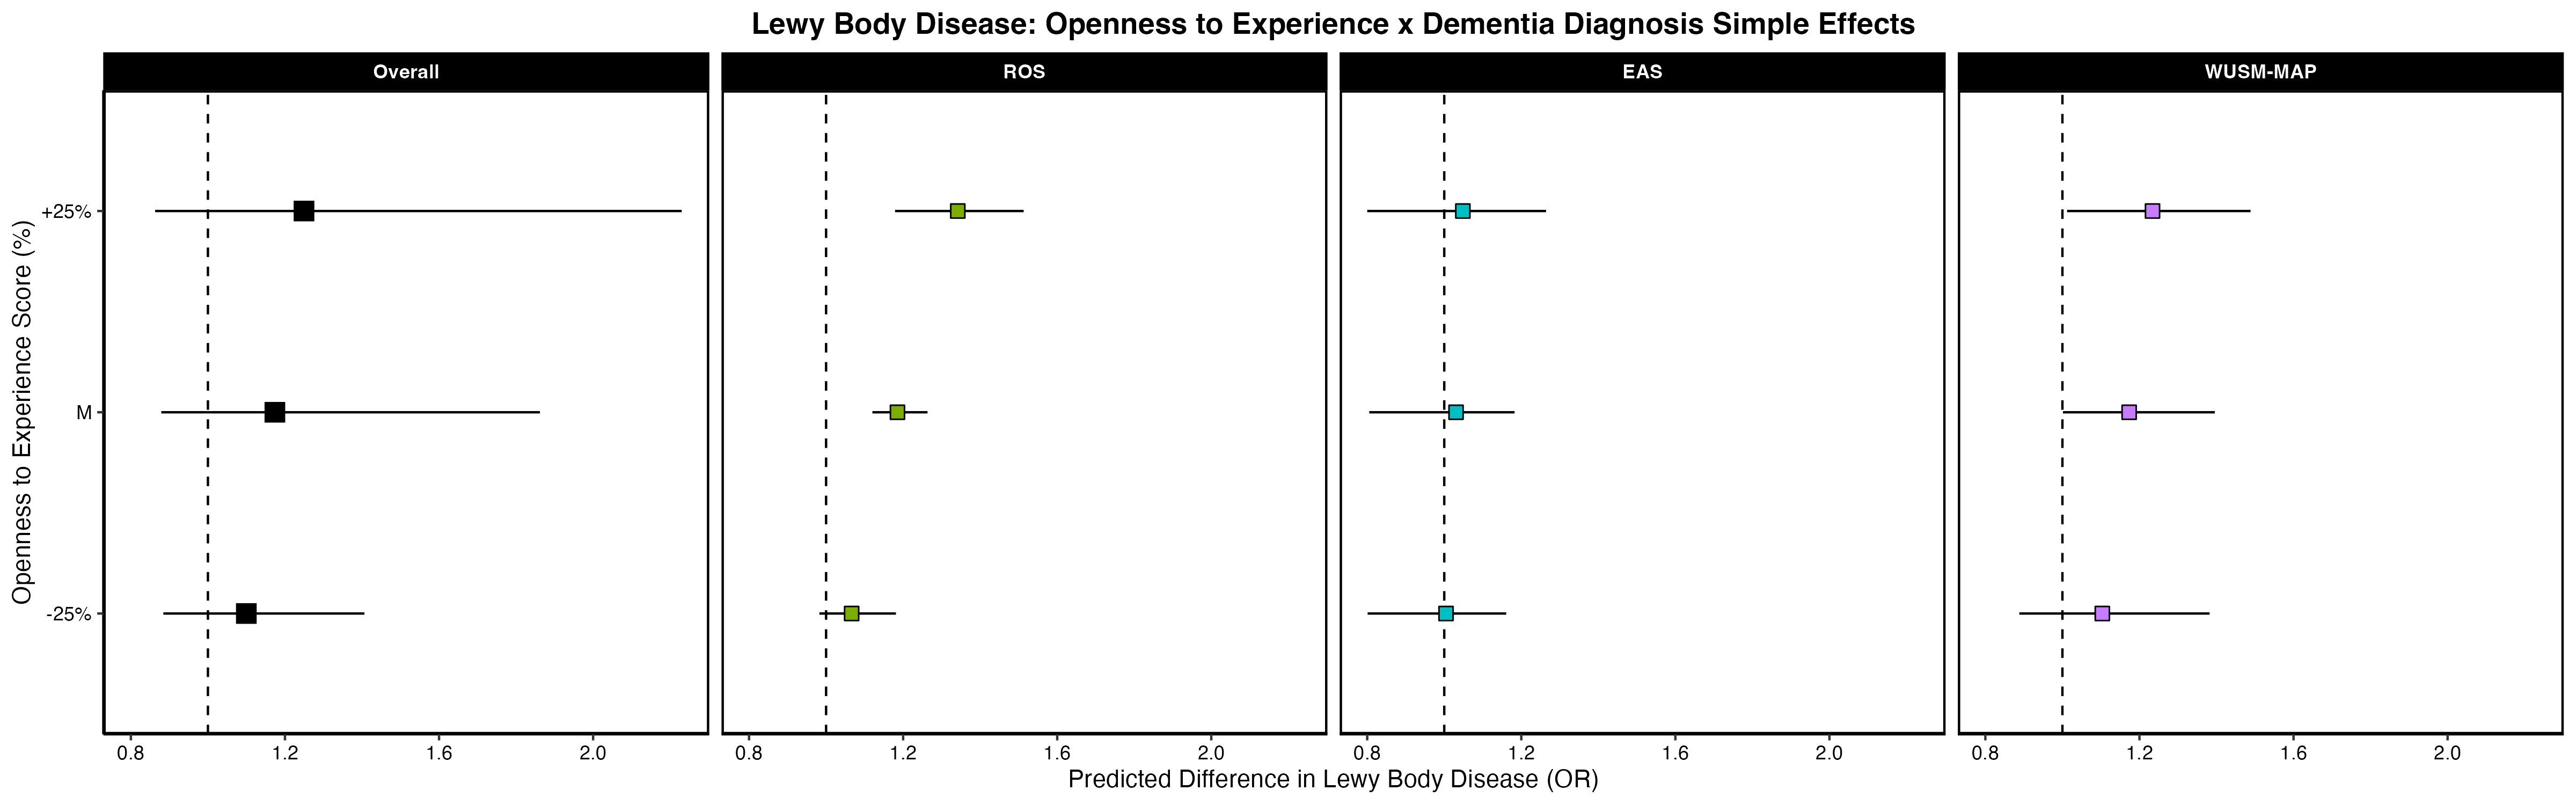 Lewy Body Disease: Openness to Experience x Dementia Diagnosis Simple Effects
Overall
ROS
EAS
WUSM-MAP
Openness to Experience Score (%)
+25%
M
-25%
0.8 1.2 1.6 2.0
0.8 1.2 1.6 2.0
0.8 1.2 1.6 2.0
0.8 1.2 1.6 2.0
Predicted Difference in Lewy Body Disease (OR)